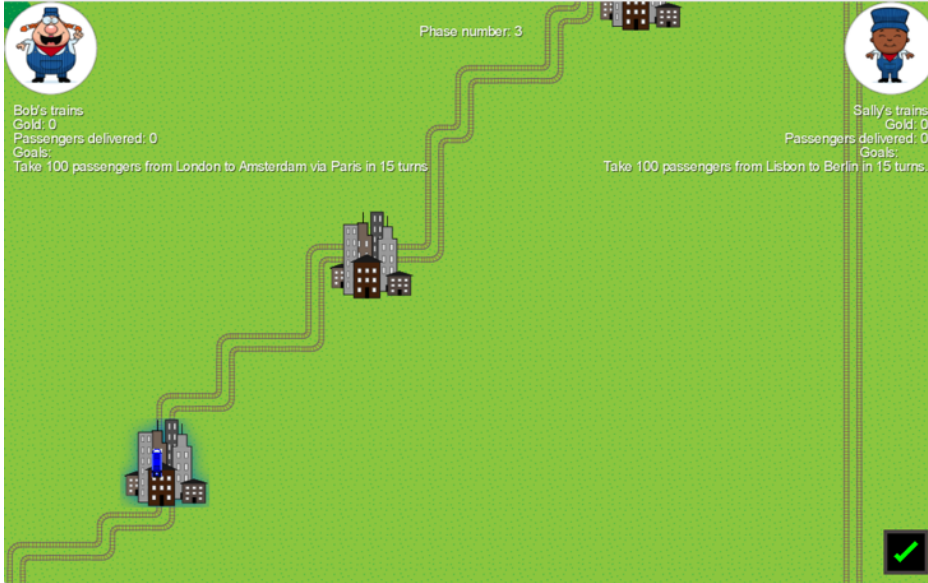 Phase number: 3
Bob's trains
Gold: 0
Passengers delivered: 0
Goals:
Take 100 passengers from London to Amsterdam via Paris in 15 turns
Sally's trains
Gold: 0
Passengers delivered: 0
Goals:
Take 100 passengers from Lisbon to Berlin in 15 turns.